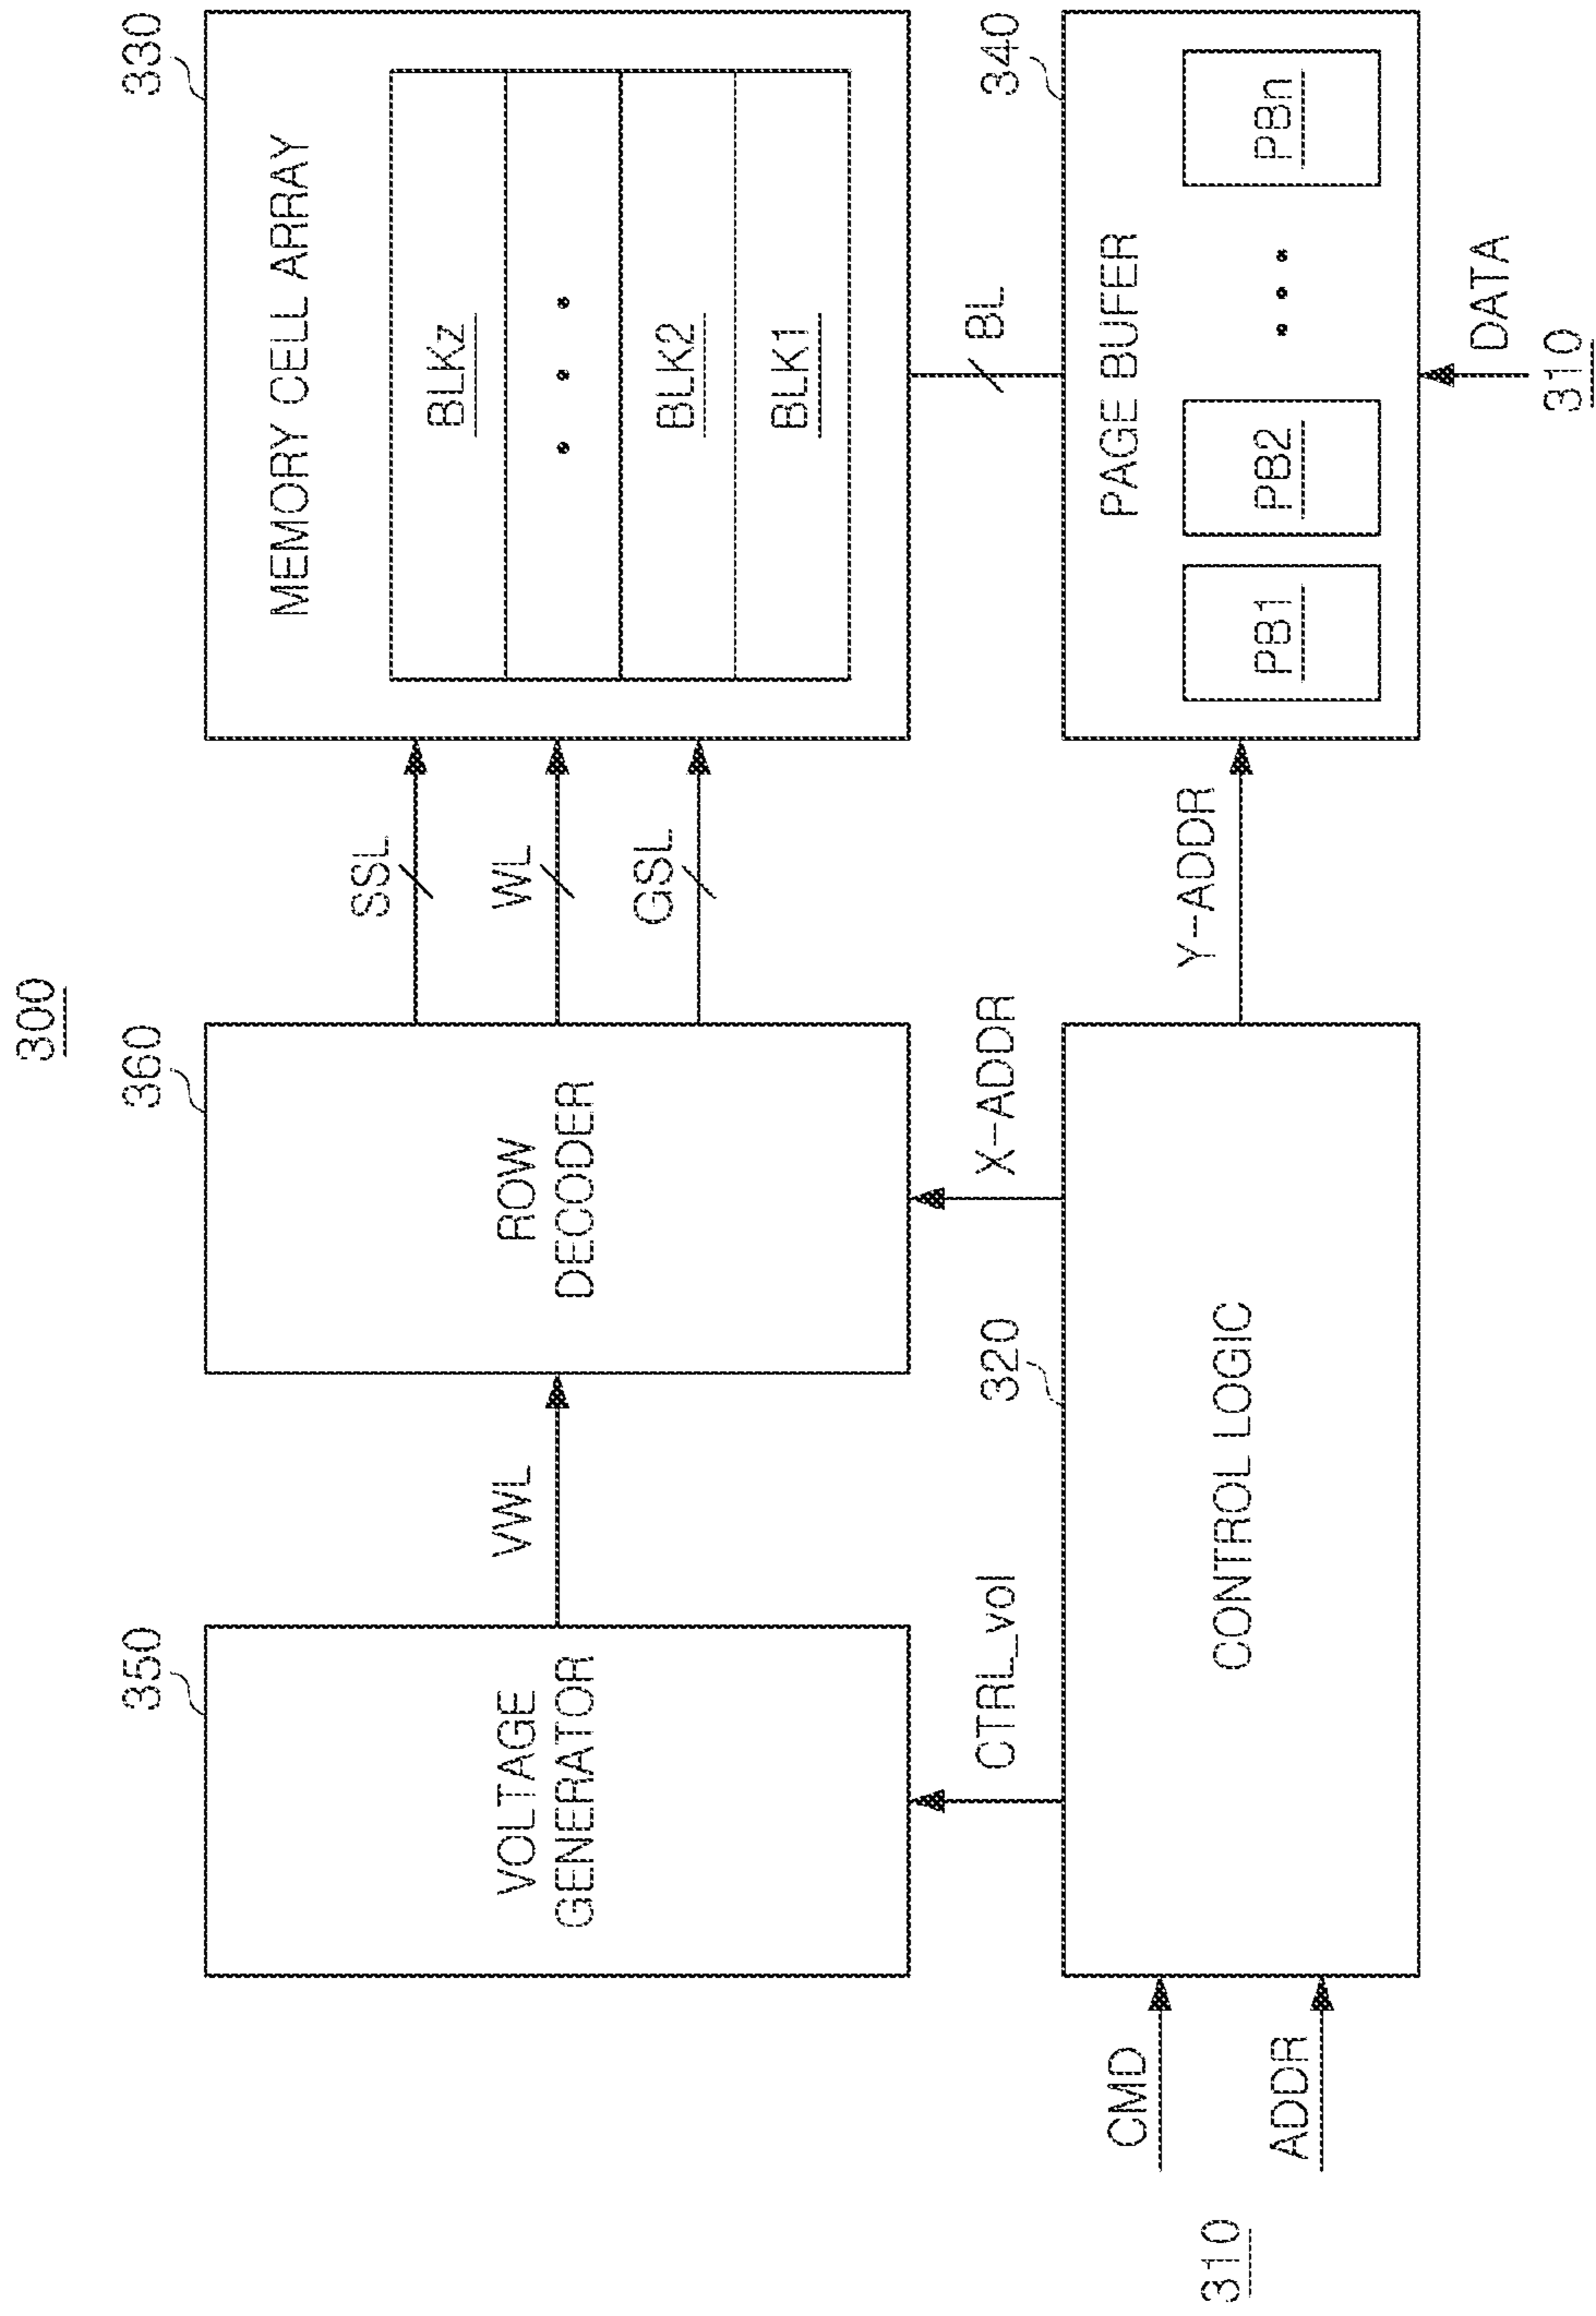 300
350
360
330
MEMORY CELL ARRAY
SSL
BLKz
VOLTAGE
GENERATOR
VWL
ROW
DECODER
WL
• • •
GSL
BLK2
BLK1
CTRL_vol
320
X-ADDR
BL
340
CMD
310
ADDR
CONTROL LOGIC
Y-ADDR
PAGE BUFER
PB1 PB2 • • • PBn
DATA
310